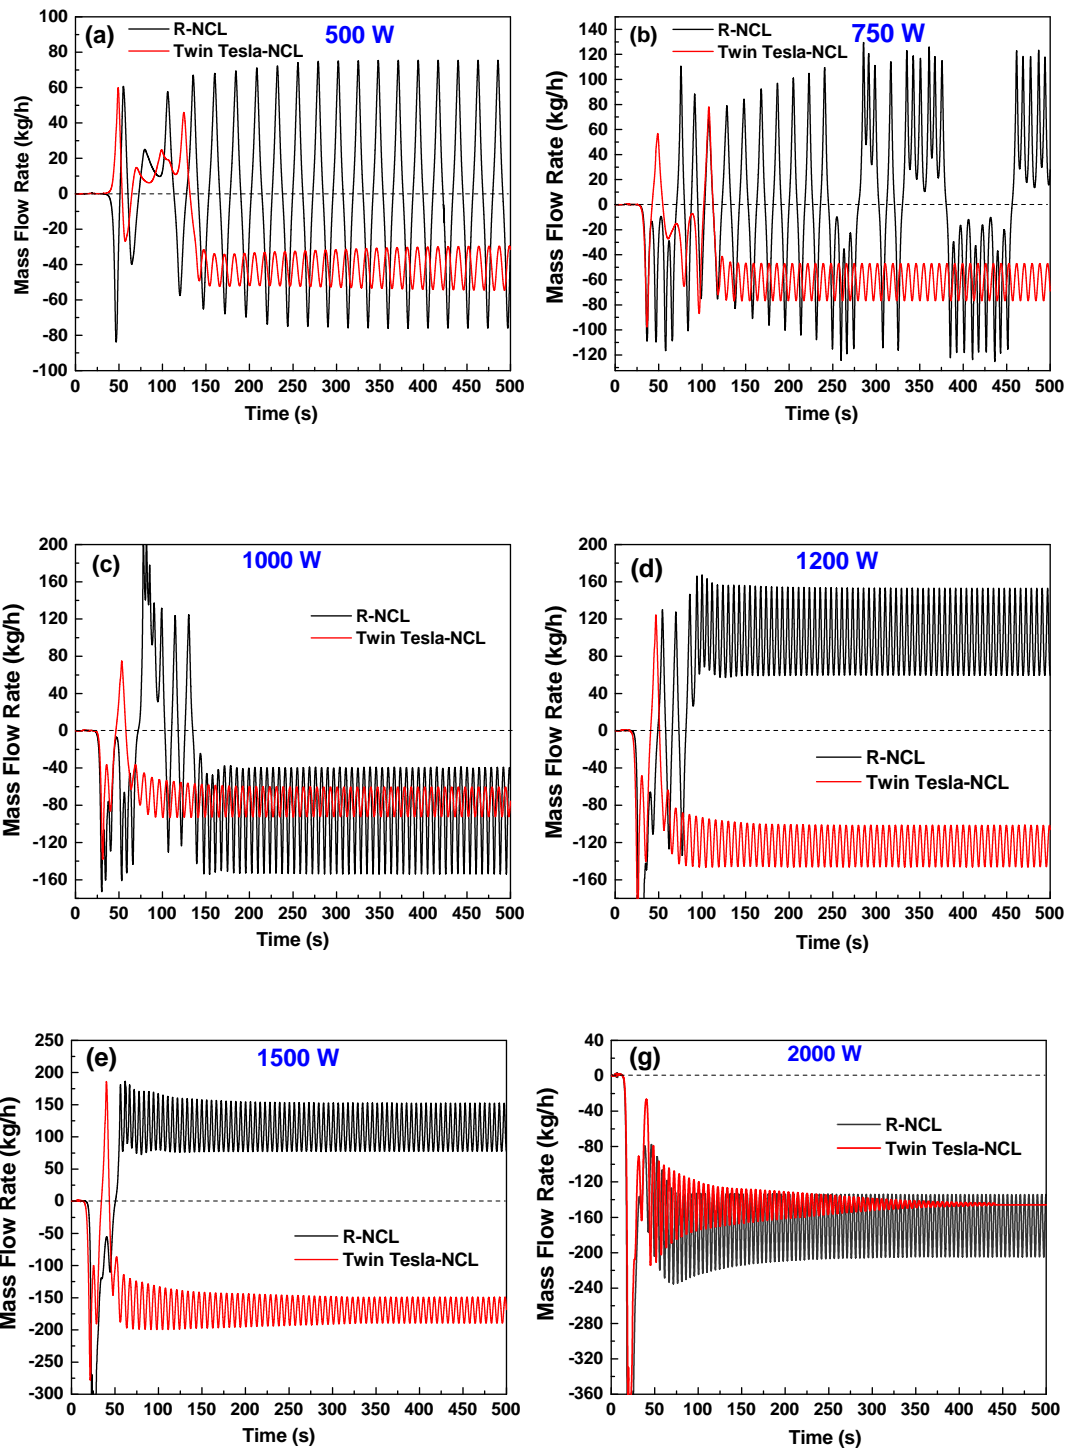 (a)
R-NCL
Twin Tesla-NCL
500 W
Mass Flow Rate (kg/h)
100
80
60
40
20
0
-20
-40
-60
-80
-100
0 50 100 150 200 250 300 350 400 450 500
Time (s)
(b)
R-NCL
Twin Tesla-NCL
750 W
Mass Flow Rate (kg/h)
140
120
100
80
60
40
20
0
-20
-40
-60
-80
-100
-120
0 50 100 150 200 250 300 350 400 450 500
Time (s)
(c)
1000 W
R-NCL
Twin Tesla-NCL
Mass Flow Rate (kg/h)
200
160
120
80
40
0
-40
-80
-120
-160
0 50 100 150 200 250 300 350 400 450 500
Time (s)
(d)
1200 W
R-NCL
Twin Tesla-NCL
Mass Flow Rate (kg/h)
200
160
120
80
40
0
-40
-80
-120
-160
0 50 100 150 200 250 300 350 400 450 500
Time (s)
(e)
1500 W
R-NCL
Twin Tesla-NCL
Mass Flow Rate (kg/h)
250
200
150
100
50
0
-50
-100
-150
-200
-250
-300
0 50 100 150 200 250 300 350 400 450 500
Time (s)
(g)
2000 W
R-NCL
Twin Tesla-NCL
Mass Flow Rate (kg/h)
40
0
-40
-80
-120
-160
-200
-240
-280
-320
-360
0 50 100 150 200 250 300 350 400 450 500
Time (s)